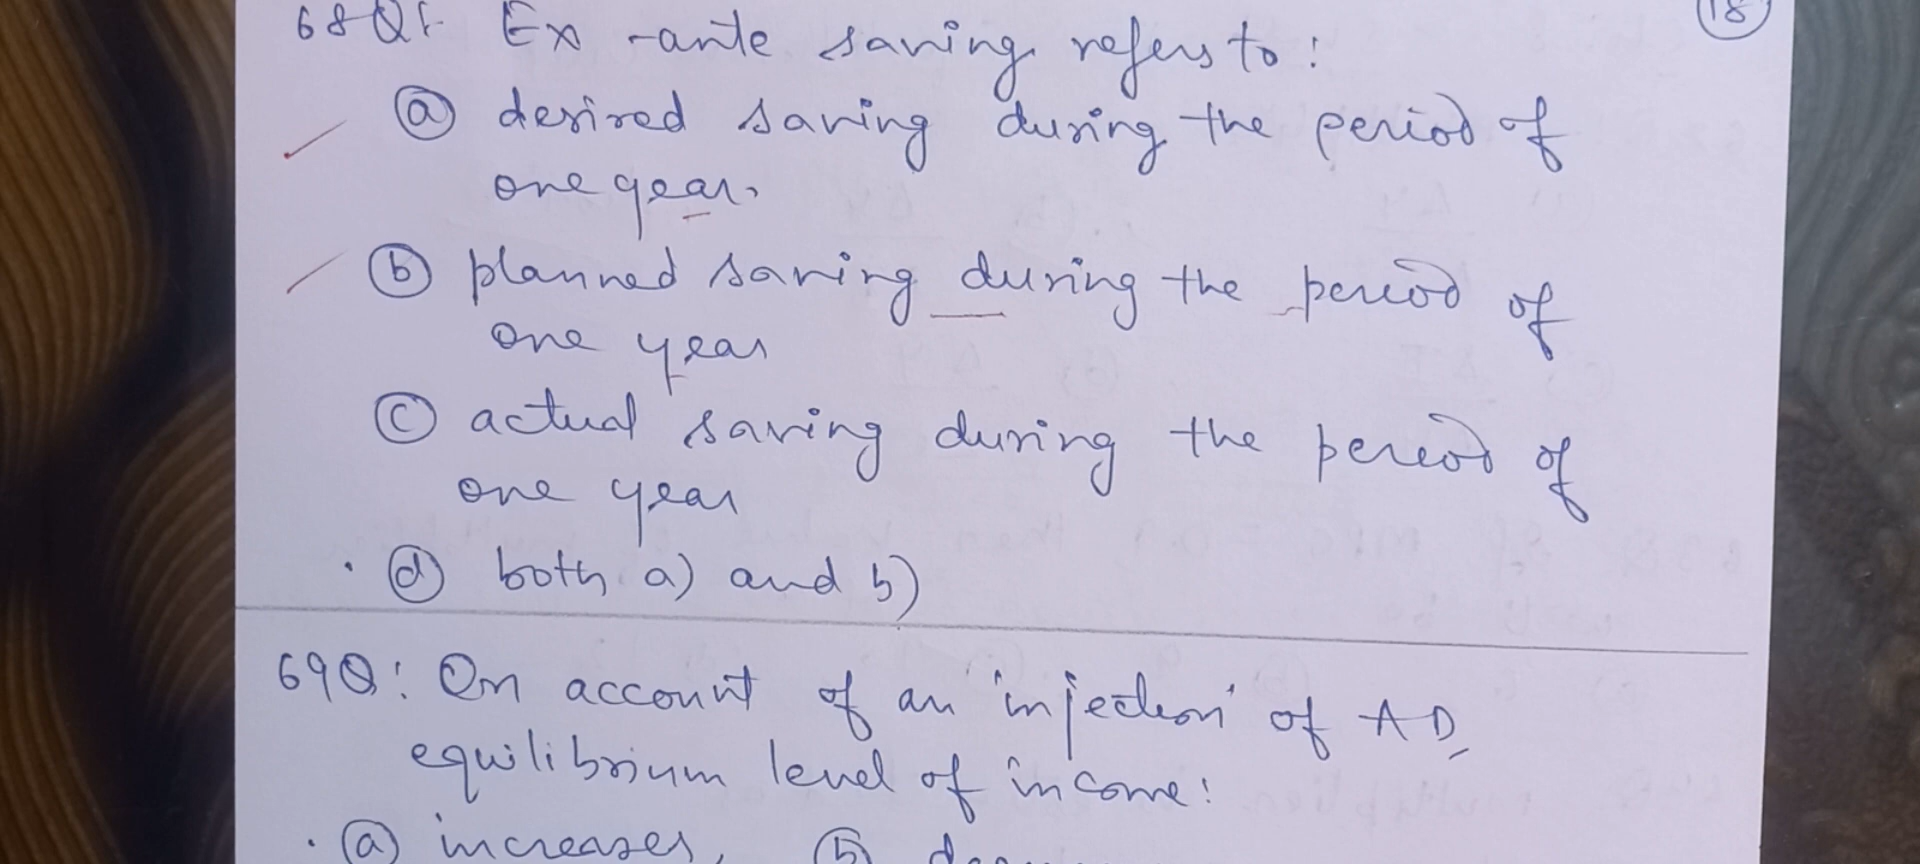 18
68Q: Ex-ante saving refers to:
a desired saving during the period of
one year.
b planned saving during the period of
one year
c actual saving during the period of
one year
d both a) and b)
69Q: On account of an 'injection' of AD,
equilibrium level of income:
a increases, b